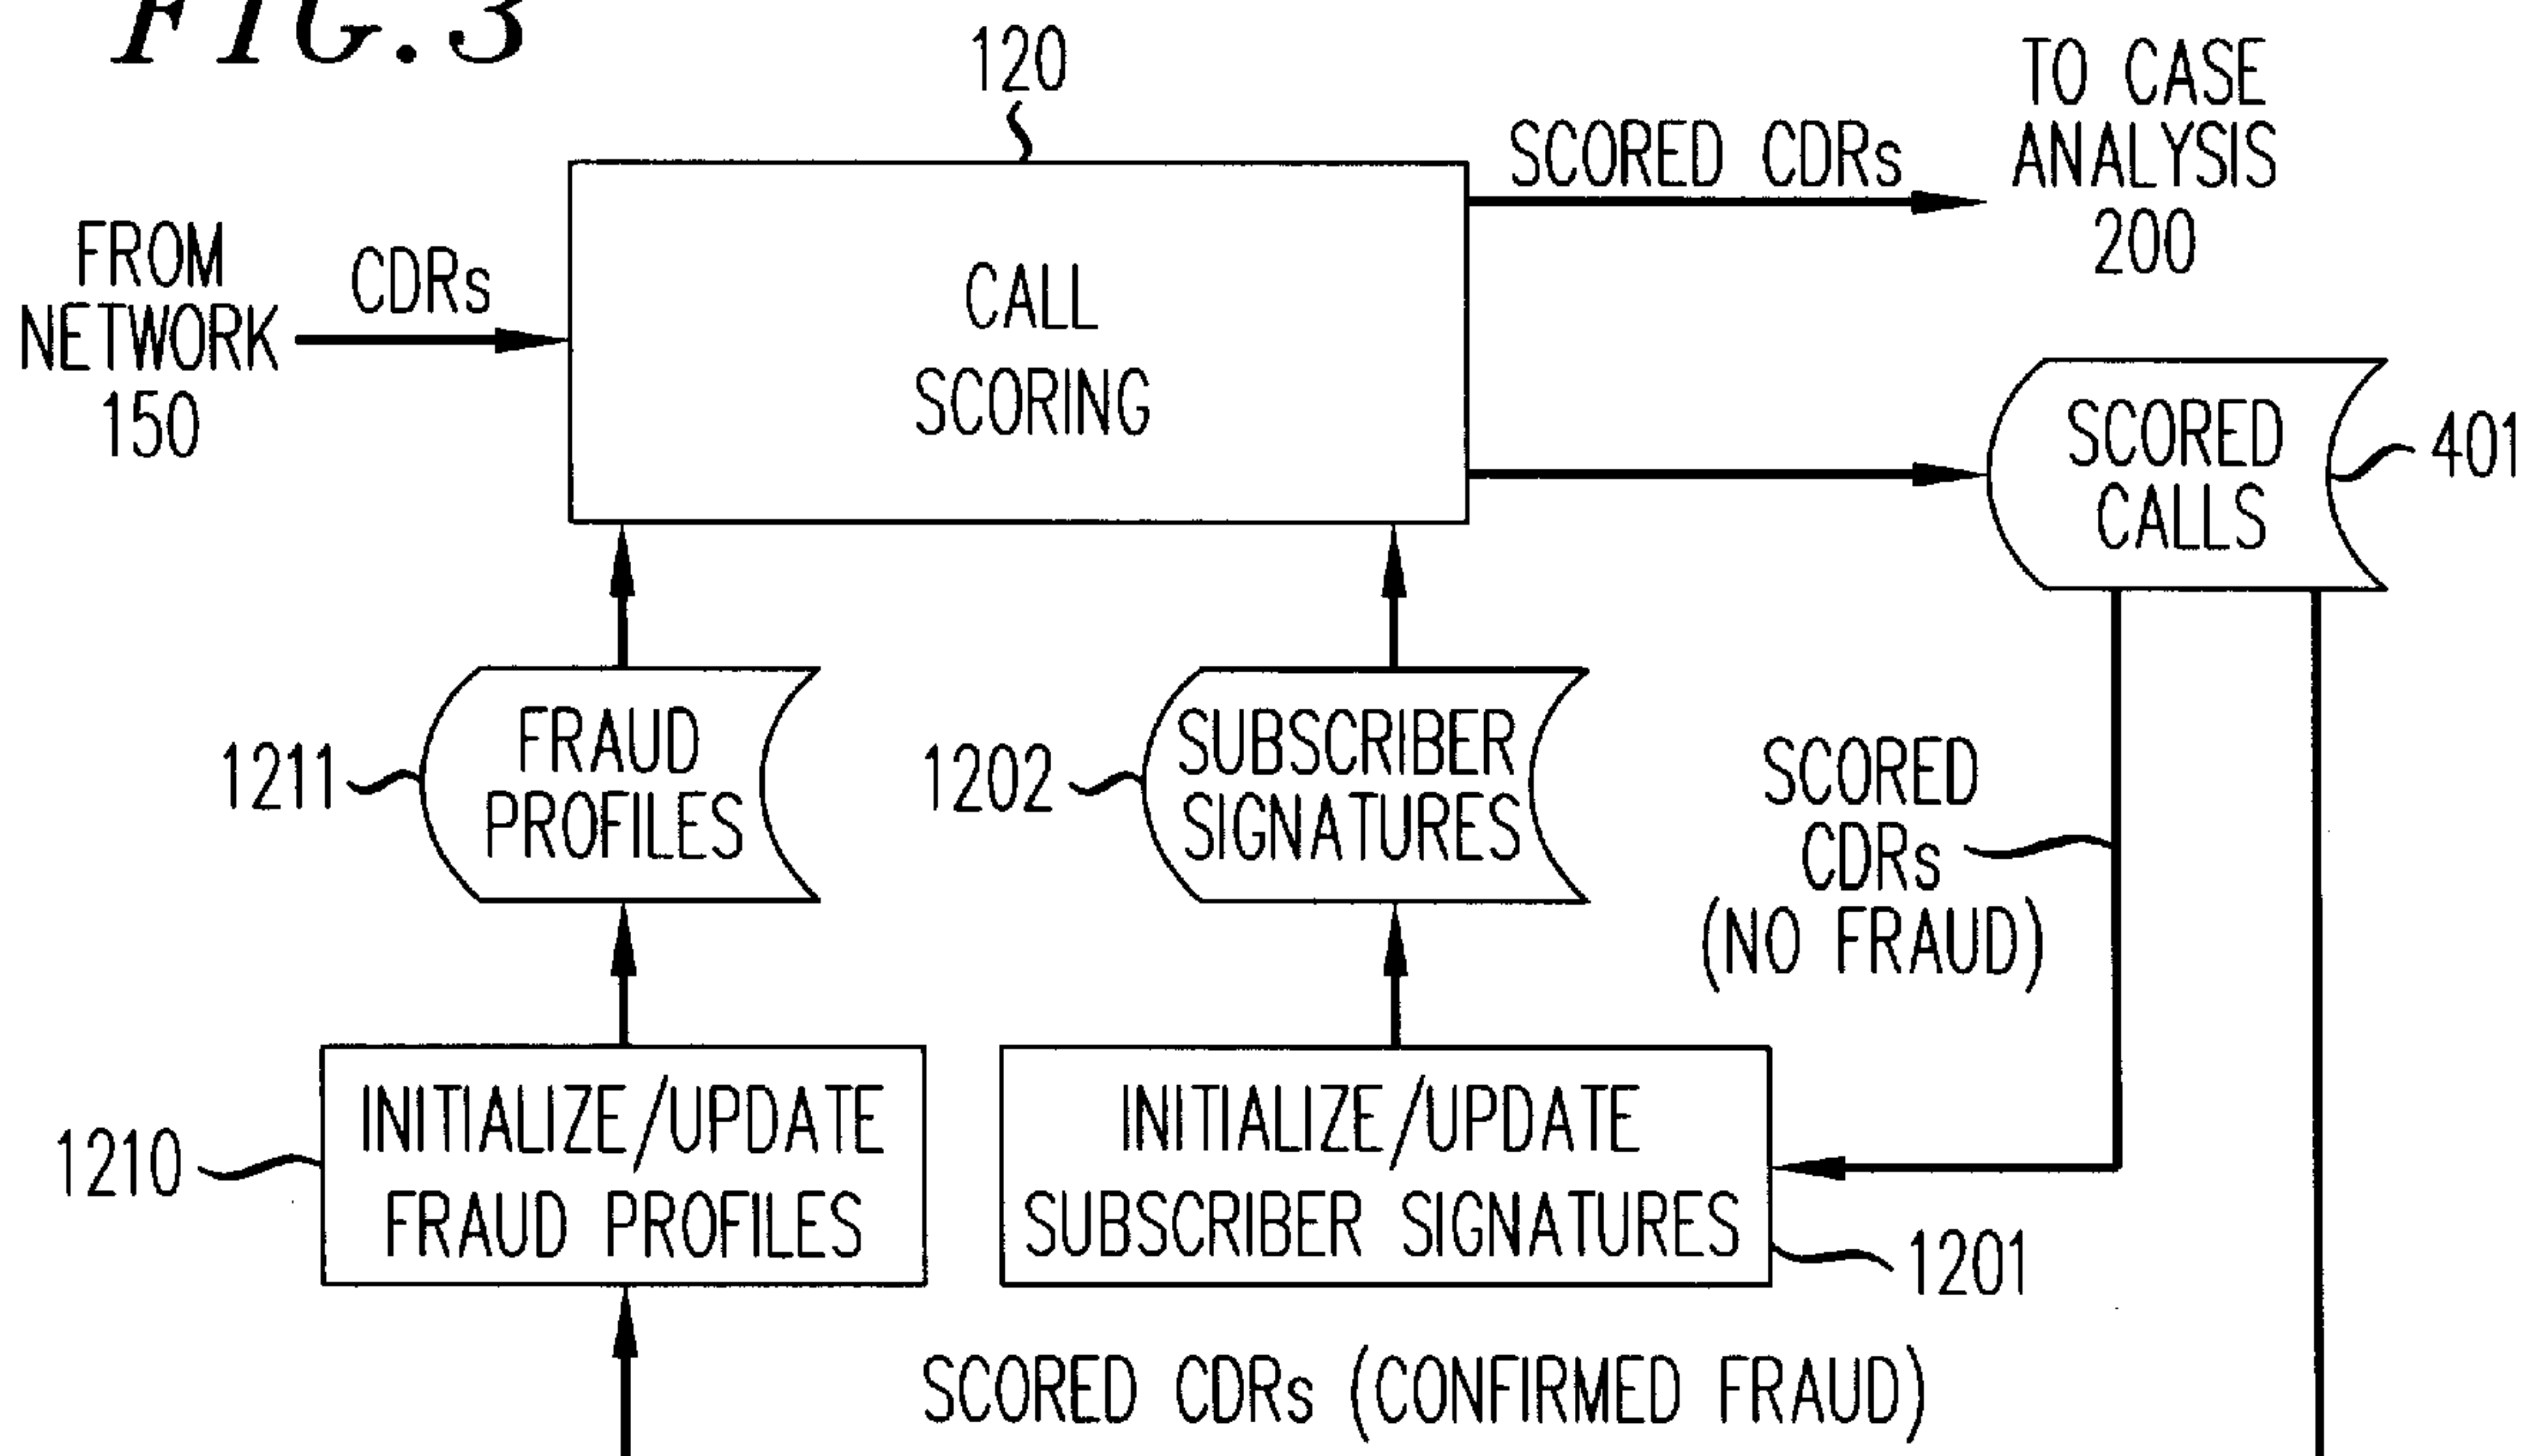 FIG. 3
120
TO CASE
ANALYSIS
200
SCORED CDRs
FROM
NETWORK
150
CDRs
CALL
SCORING
SCORED
CALLS
401
1211
FRAUD
PROFILES
1202
SUBSCRIBER
SIGNATURES
SCORED
CDRs
(NO FRAUD)
1210
INITIALIZE/UPDATE
FRAUD PROFILES
INITIALIZE/UPDATE
SUBSCRIBER SIGNATURES
1201
SCORED CDRs (CONFIRMED FRAUD)